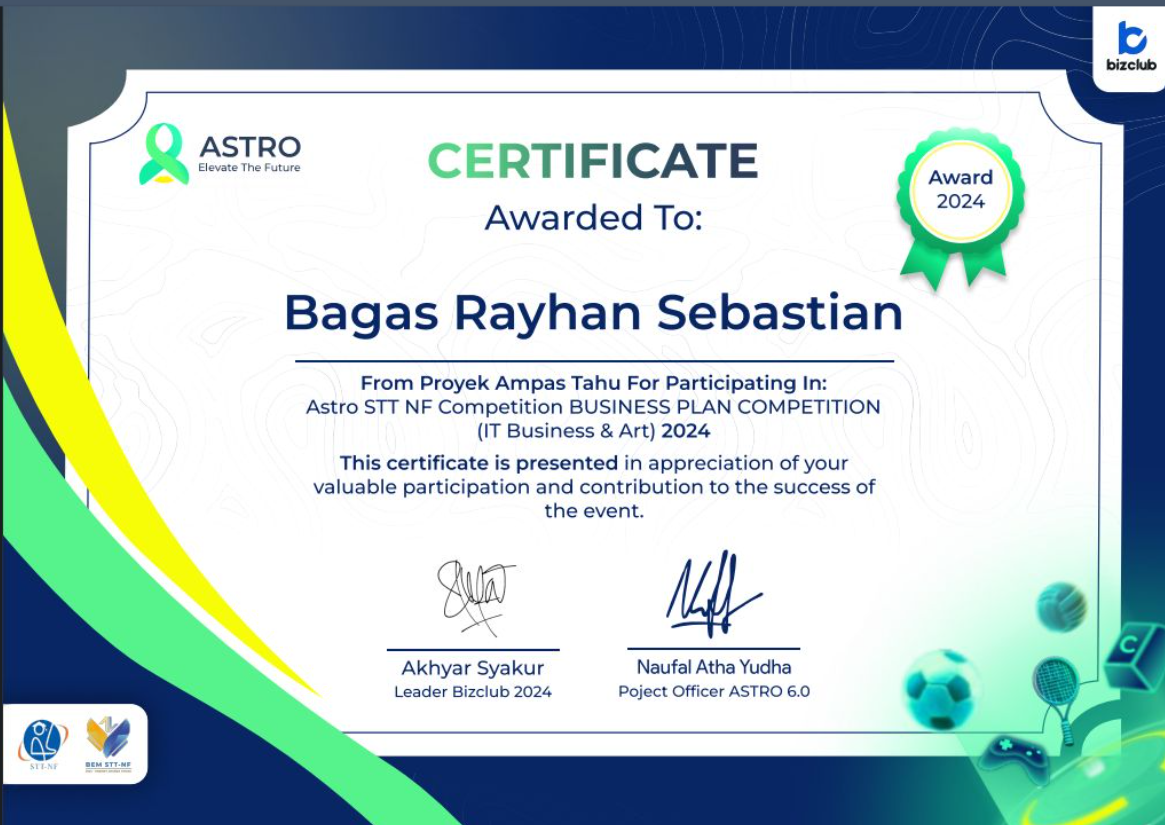 bizclub
ASTRO
Elevate The Future
CERTIFICATE
Awarded To:
Award
2024
Bagas Rayhan Sebastian
From Proyek Ampas Tahu For Participating In:
Astro STT NF Competition BUSINESS PLAN COMPETITION
(IT Business & Art) 2024
This certificate is presented in appreciation of your
valuable participation and contribution to the success of
the event.
Akhyar Syakur
Leader Bizclub 2024
Naufal Atha Yudha
Poject Officer ASTRO 6.0
C
STT-NF
BEM STT-NF